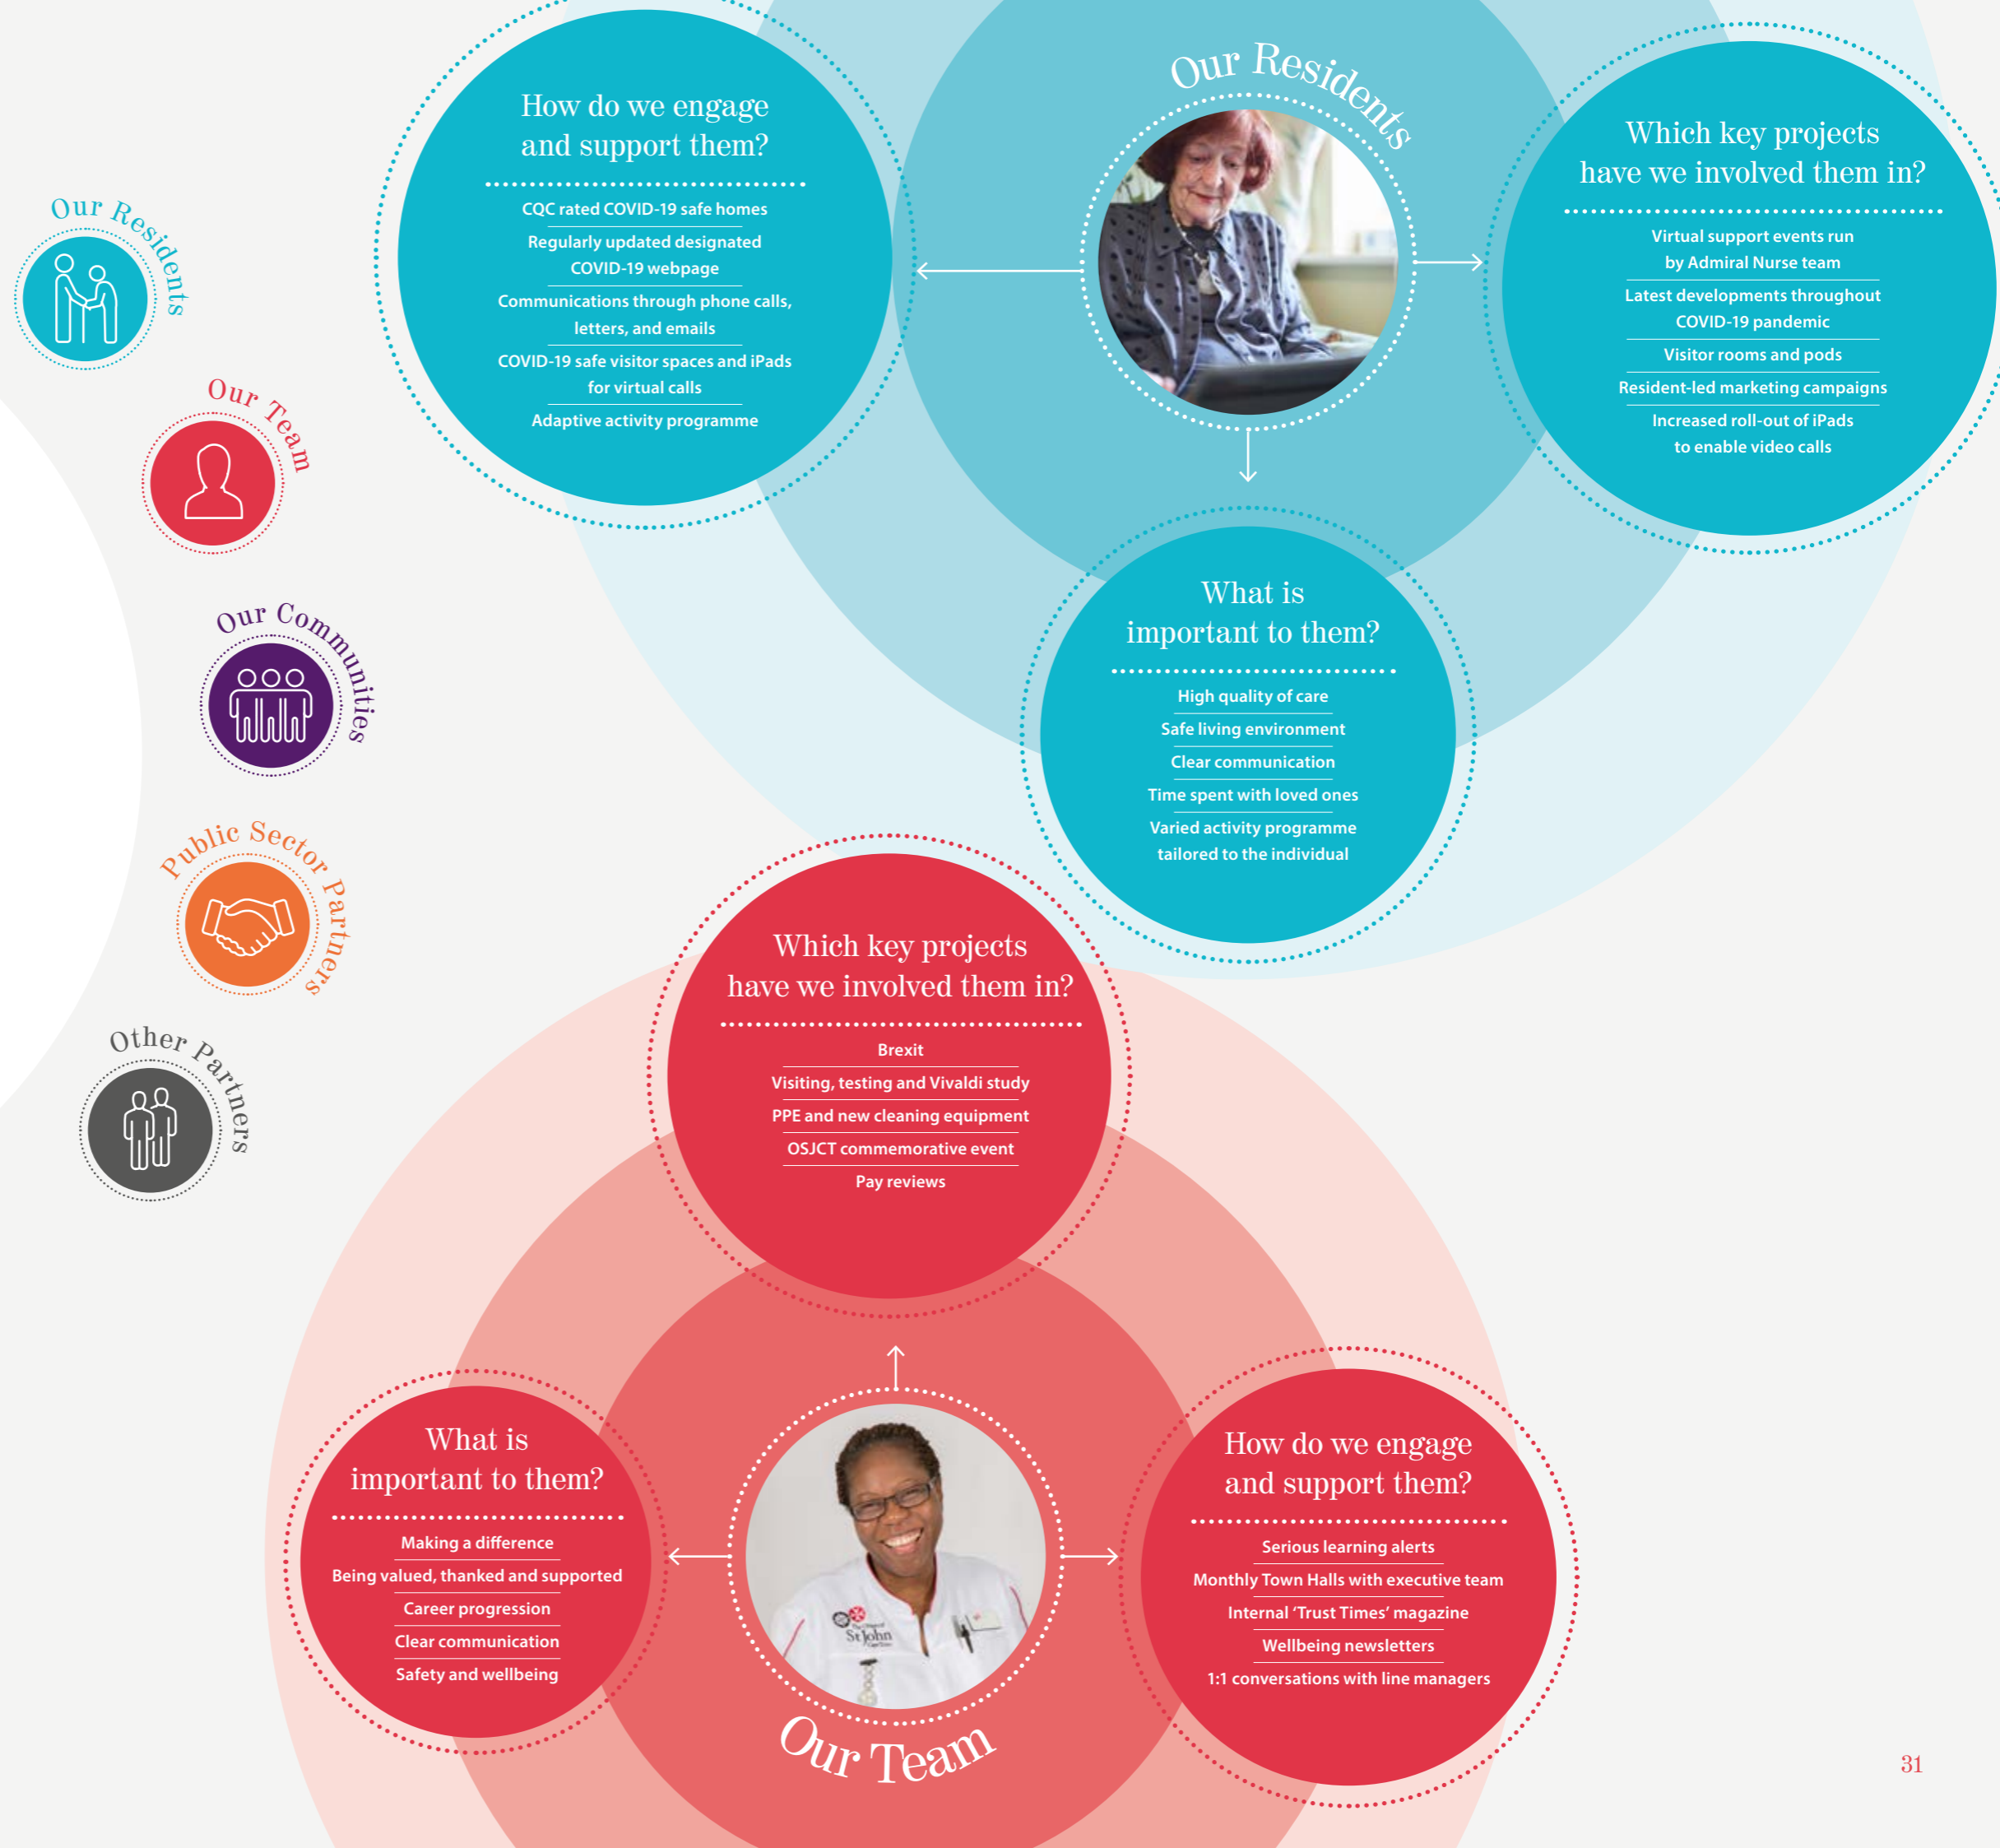 Our Residents
Our Team
Our Communities
Public Sector Partners
Other Partners
Our Residents
How do we engage
and support them?
CQC rated COVID-19 safe homes
Regularly updated designated
COVID-19 webpage
Communications through phone calls,
letters, and emails
COVID-19 safe visitor spaces and iPads
for virtual calls
Adaptive activity programme
Which key projects
have we involved them in?
Virtual support events run
by Admiral Nurse team
Latest developments throughout
COVID-19 pandemic
Visitor rooms and pods
Resident-led marketing campaigns
Increased roll-out of iPads
to enable video calls
What is
important to them?
High quality of care
Safe living environment
Clear communication
Time spent with loved ones
Varied activity programme
tailored to the individual
Which key projects
have we involved them in?
Brexit
Visiting, testing and Vivaldi study
PPE and new cleaning equipment
OSJCT commemorative event
Pay reviews
What is
important to them?
Making a difference
Being valued, thanked and supported
Career progression
Clear communication
Safety and wellbeing
St John
How do we engage
and support them?
Serious learning alerts
Monthly Town Halls with executive team
Internal ‘Trust Times’ magazine
Wellbeing newsletters
1:1 conversations with line managers
Our Team
31